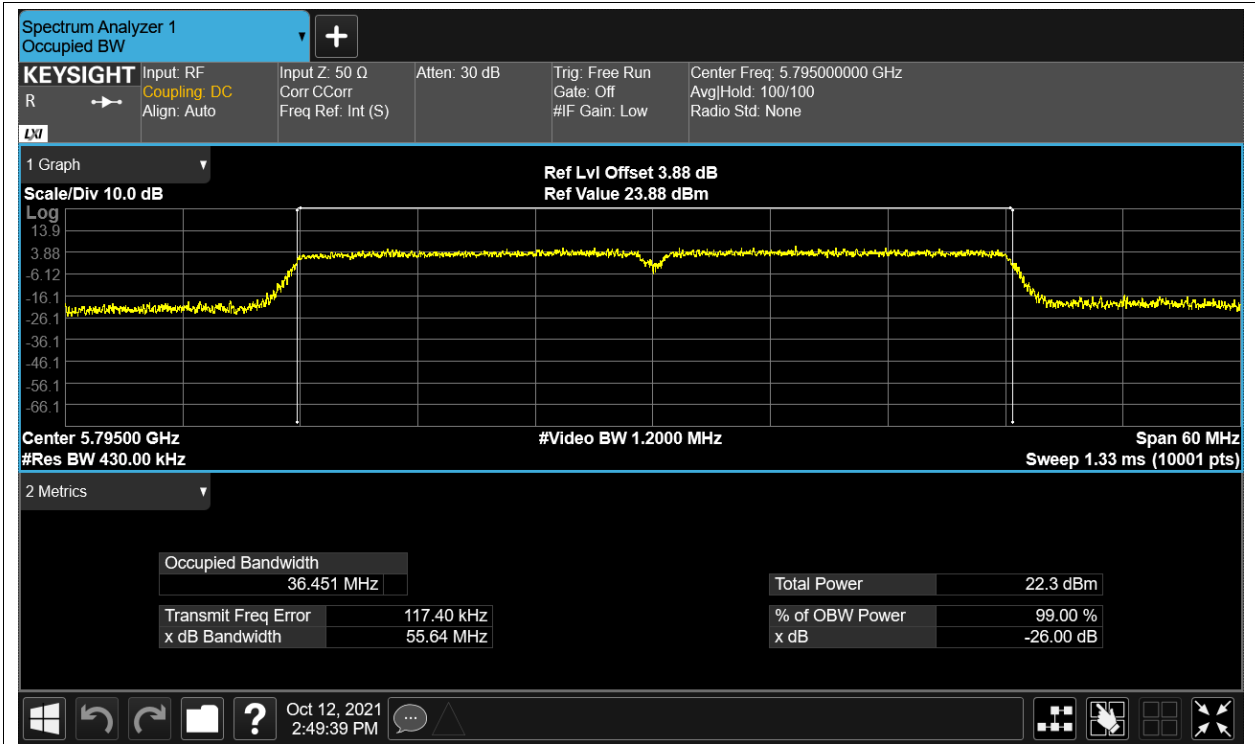 Spectrum Analyzer 1
Occupied BW
KEYSIGHT
R
LXI
Input: RF
Coupling: DC
Align: Auto
Input Z: 50 Ω
Corr CCorr
Freq Ref: Int (S)
Atten: 30 dB
Trig: Free Run
Gate: Off
#IF Gain: Low
Center Freq: 5.795000000 GHz
Avg|Hold: 100/100
Radio Std: None
1 Graph
Scale/Div 10.0 dB
Ref Lvl Offset 3.88 dB
Ref Value 23.88 dBm
Log
13.9
3.88
-6.12
-16.1
-26.1
-36.1
-46.1
-56.1
-66.1
Center 5.79500 GHz
#Video BW 1.2000 MHz
Span 60 MHz
#Res BW 430.00 kHz
Sweep 1.33 ms (10001 pts)
2 Metrics
Occupied Bandwidth
36.451 MHz
Transmit Freq Error 117.40 kHz
x dB Bandwidth 55.64 MHz
Total Power 22.3 dBm
% of OBW Power 99.00 %
x dB -26.00 dB
?
Oct 12, 2021
2:49:39 PM